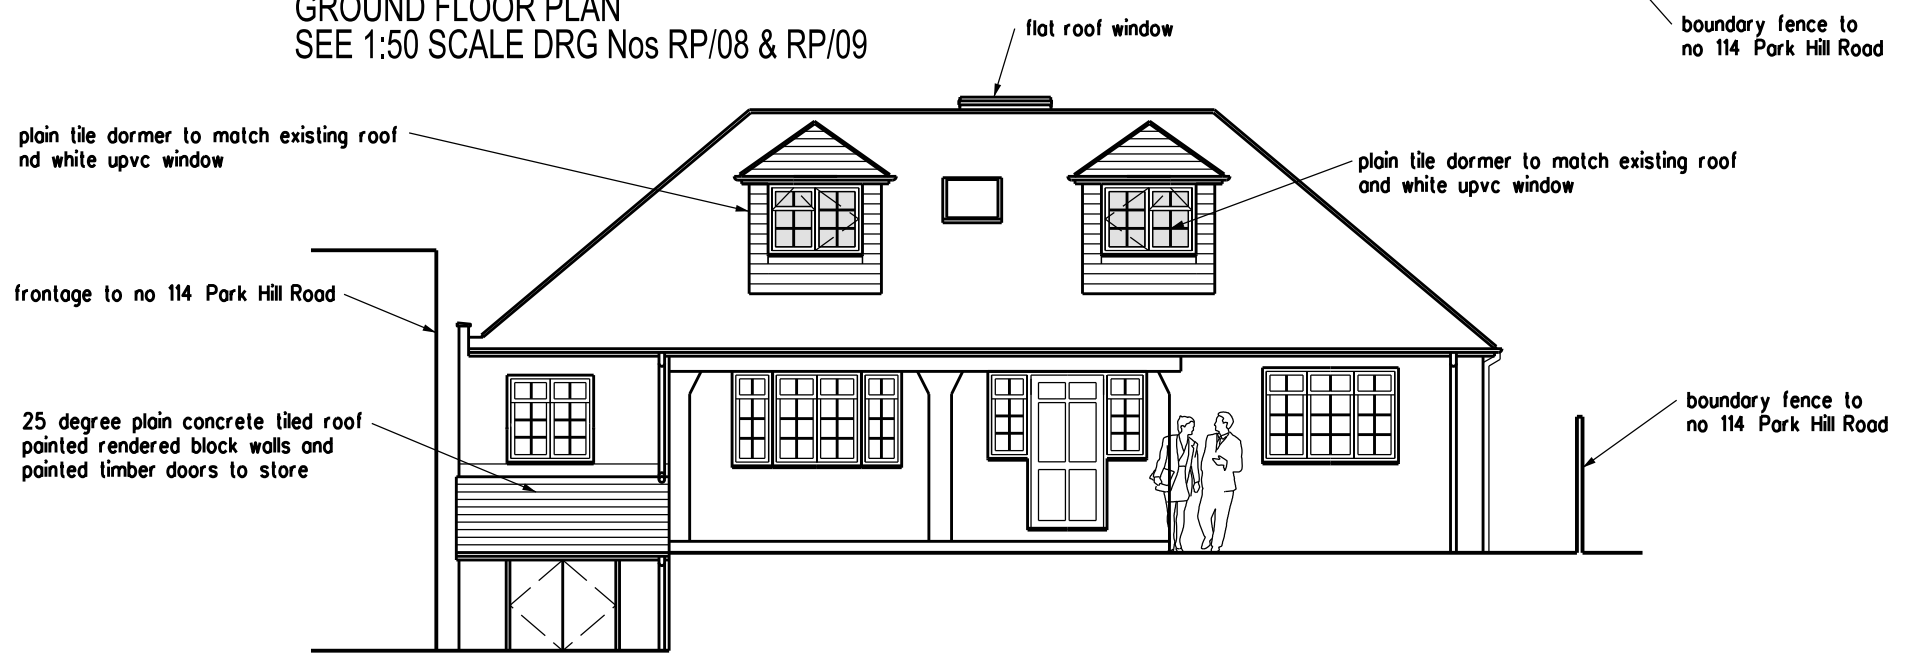 GROUND FLOOR PLAN
SEE 1:50 SCALE DRG Nos RP/08 & RP/09
flat roof window
boundary fence to
no 114 Park Hill Road
plain tile dormer to match existing roof
nd white upvc window
plain tile dormer to match existing roof
and white upvc window
frontage to no 114 Park Hill Road
25 degree plain concrete tiled roof
painted rendered block walls and
painted timber doors to store
boundary fence to
no 114 Park Hill Road